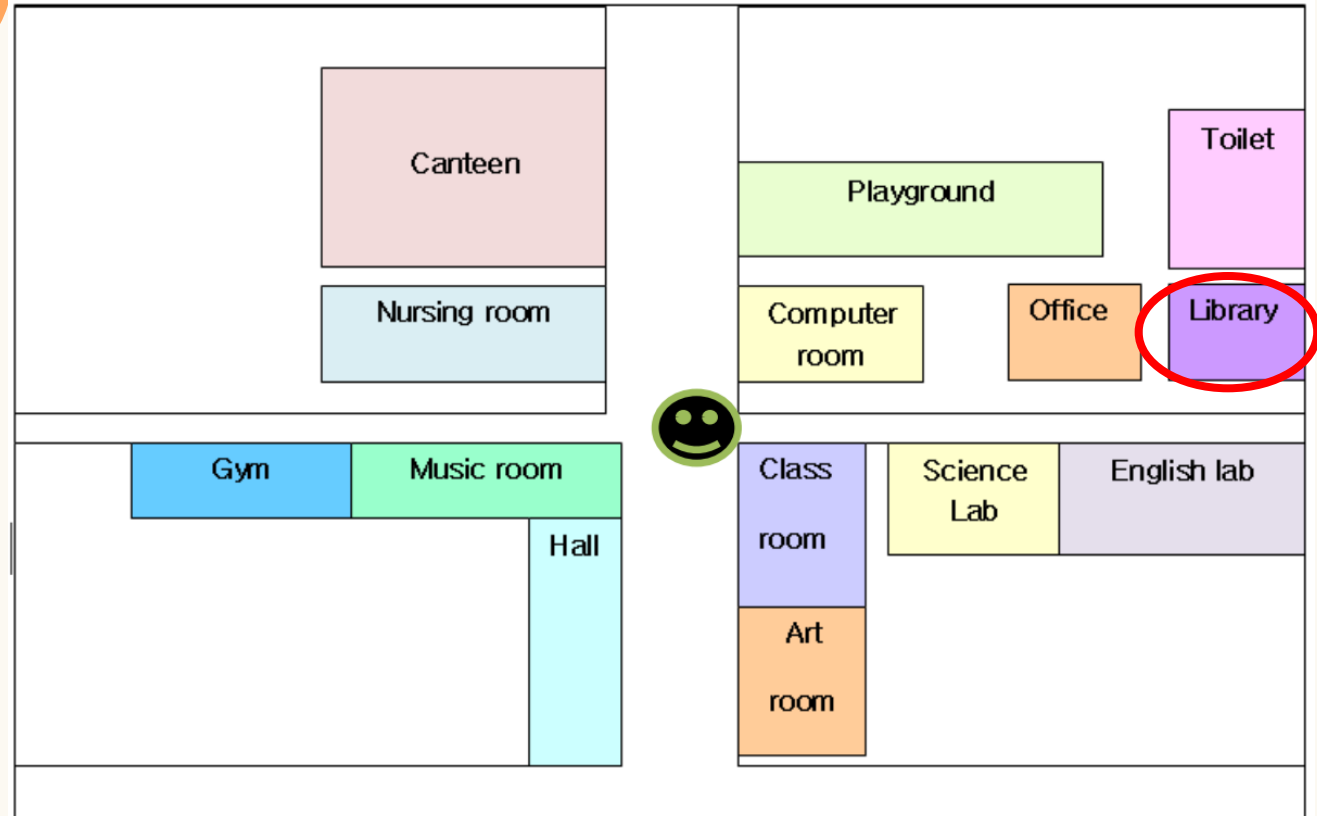 Canteen
Nursing room
Playground
Toilet
Computer
room
Office
Library
Gym
Music room
Hall
Class
room
Art
room
Science
Lab
English lab